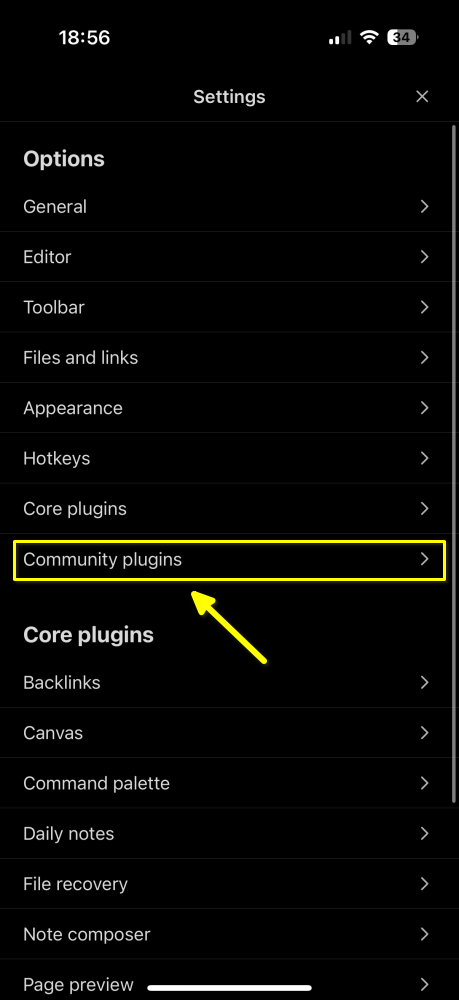 18:56
34
Settings
Options
General
Editor
Toolbar
Files and links
Appearance
Hotkeys
Core plugins
Community plugins
Core plugins
Backlinks
Canvas
Command palette
Daily notes
File recovery
Note composer
Page preview